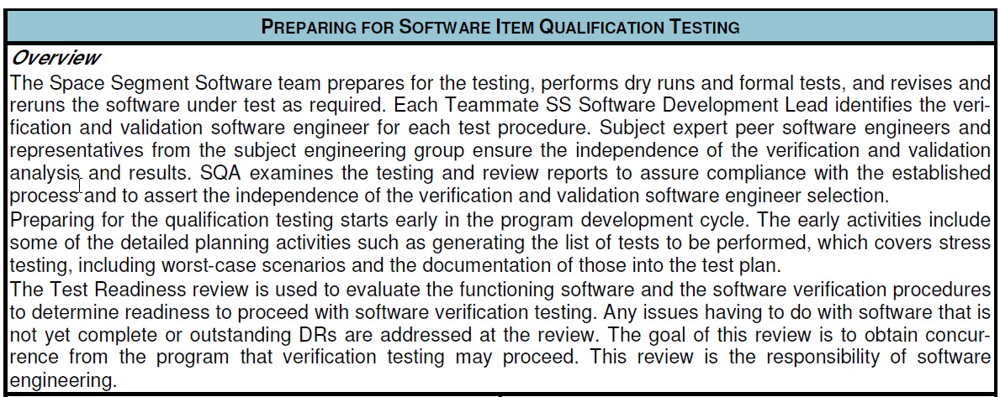 PREPARING FOR SOFTWARE ITEM QUALIFICATION TESTING
Overview
The Space Segment Software team prepares for the testing, performs dry runs and formal tests, and revises and
reruns the software under test as required. Each Teammate SS Software Development Lead identifies the veri-
fication and validation software engineer for each test procedure. Subject expert peer software engineers and
representatives from the subject engineering group ensure the independence of the verification and validation
analysis and results. SQA examines the testing and review reports to assure compliance with the established
process and to assert the independence of the verification and validation software engineer selection.
Preparing for the qualification testing starts early in the program development cycle. The early activities include
some of the detailed planning activities such as generating the list of tests to be performed, which covers stress
testing, including worst-case scenarios and the documentation of those into the test plan.
The Test Readiness review is used to evaluate the functioning software and the software verification procedures
to determine readiness to proceed with software verification testing. Any issues having to do with software that is
not yet complete or outstanding DRs are addressed at the review. The goal of this review is to obtain concur-
rence from the program that verification testing may proceed. This review is the responsibility of software
engineering.